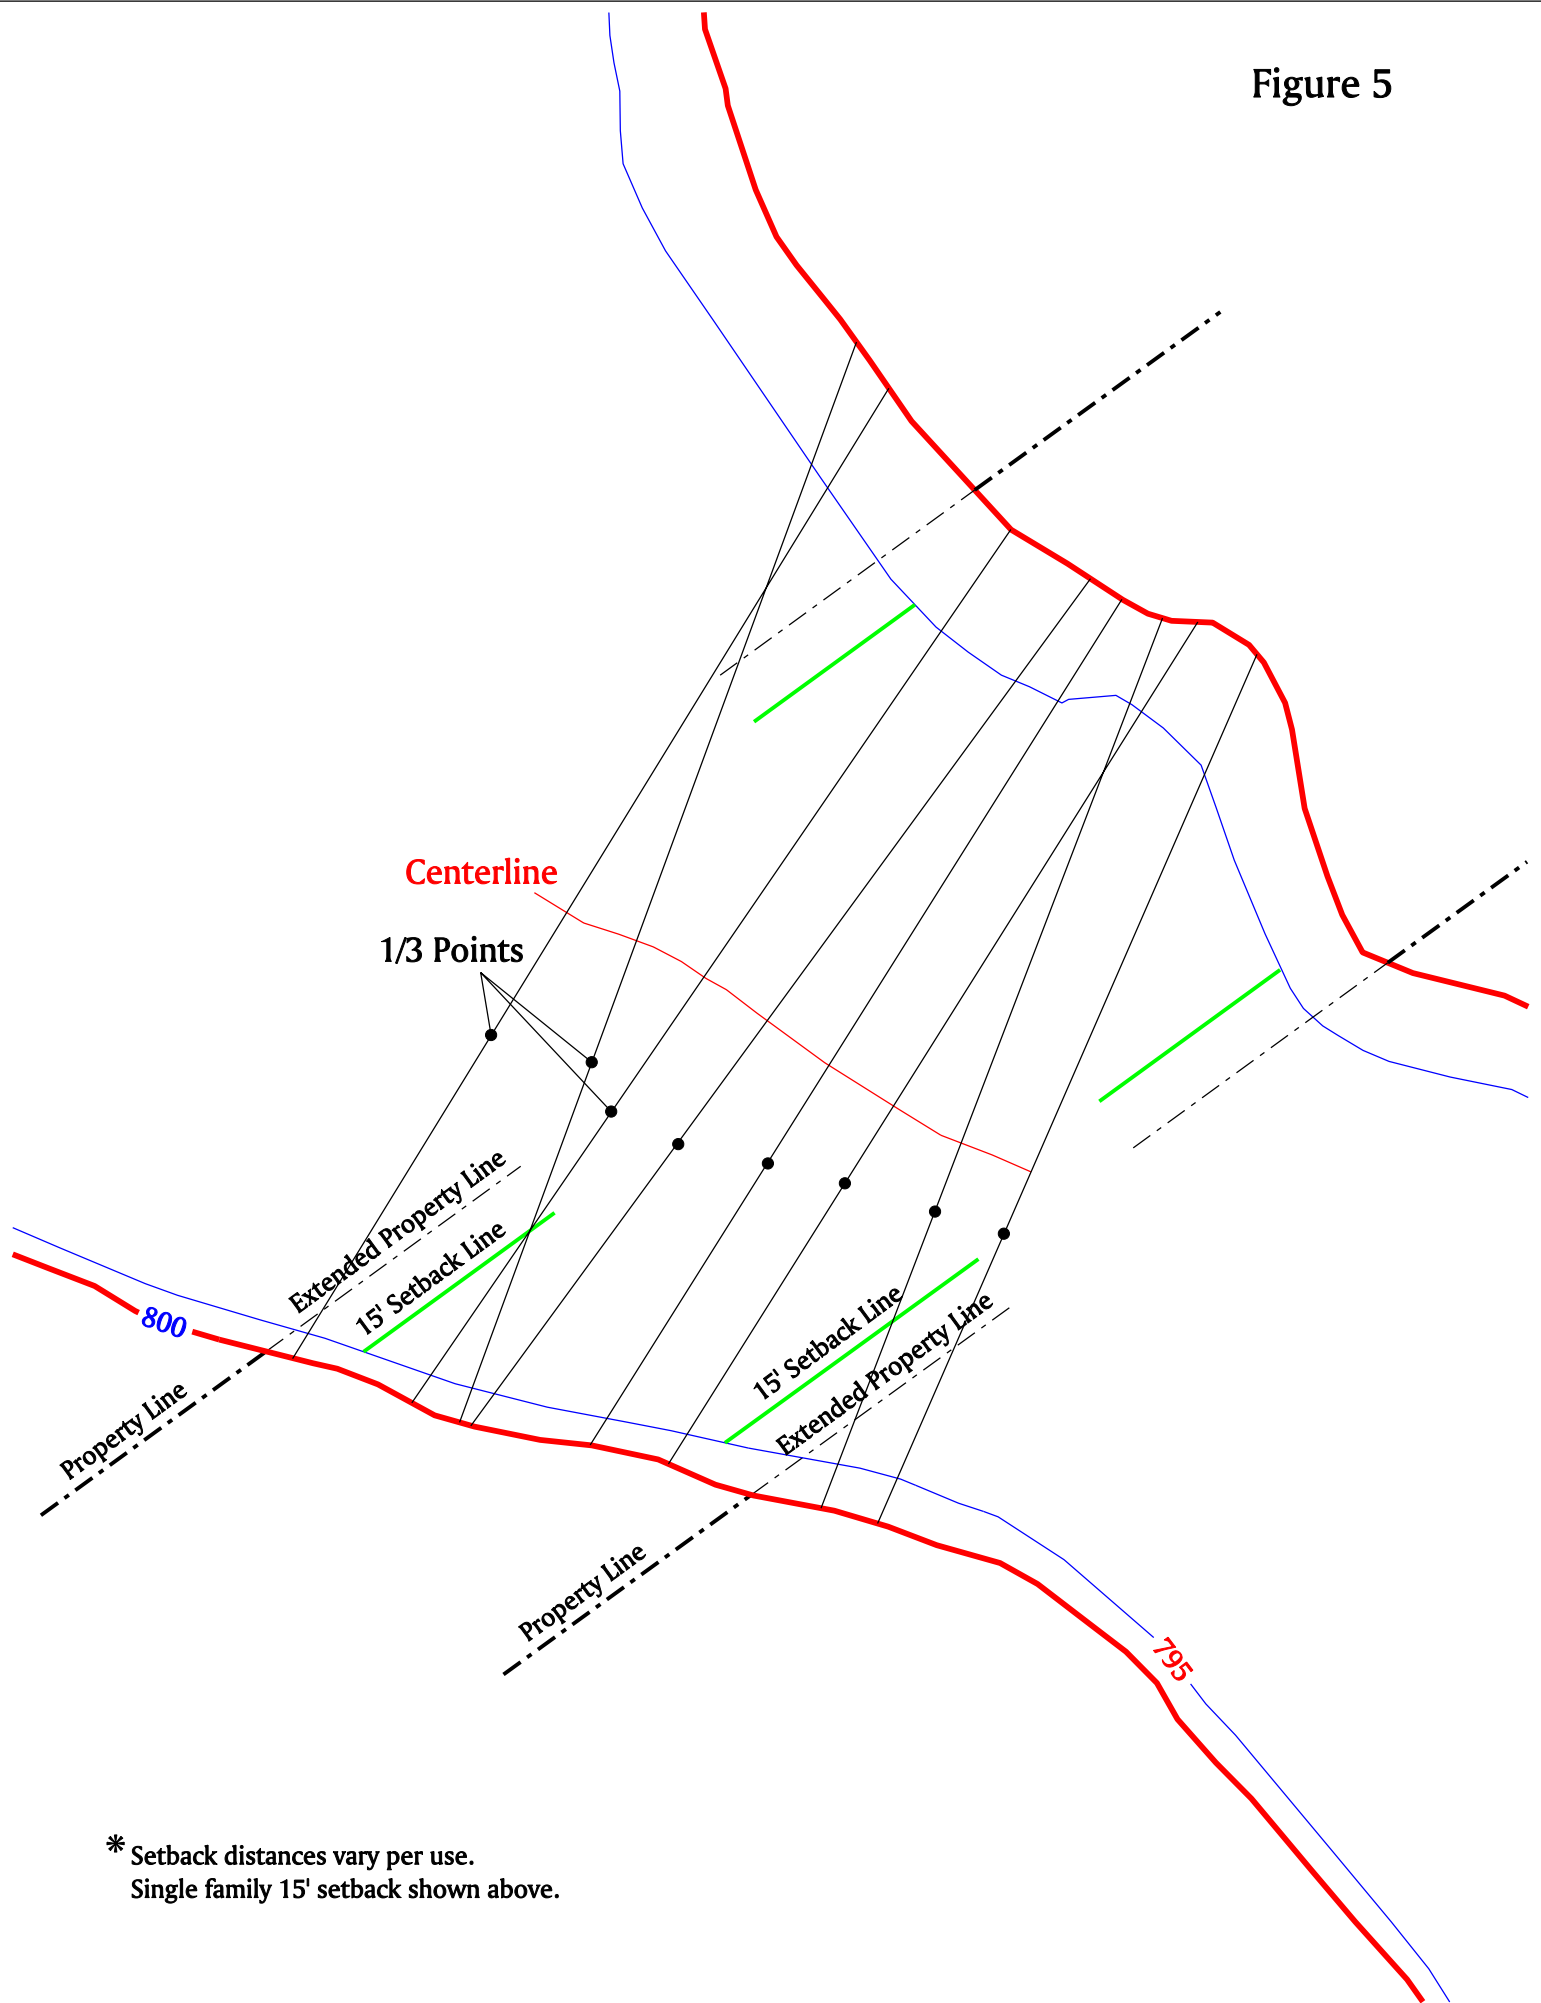 Figure 5
Centerline
1/3 Points
Extended Property Line
15' Setback Line
800
Property Line
15' Setback Line
Extended Property Line
Property Line
795
* Setback distances vary per use.
Single family 15' setback shown above.